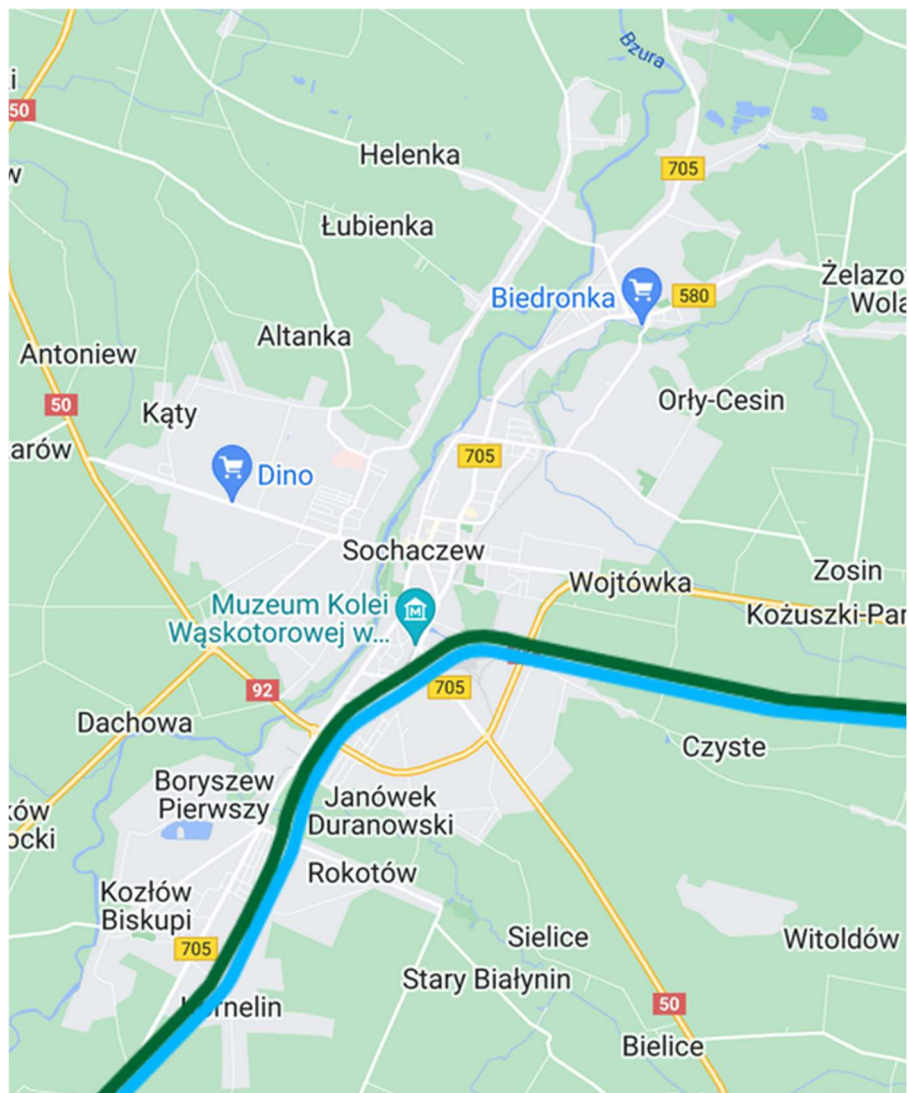 Bzura
i
50
Helenka
705
w
Łubienka
Żelazo
Wola
Biedronka
580
Altanka
Antoniew
50
Kąty
Orły-Cesin
arów
705
Dino
Sochaczew
Zosin
Wojtówka
Muzeum Kolei
Wąskotorowej w...
Kożuszki-Par
92
705
Dachowa
Czyste
Boryszew
Pierwszy
Janówek
Duranowski
ków
ocki
Rokotów
Kozłów
Biskupi
705
Sielice
Witoldów
Stary Białynin
50
Kornelin
Bielice